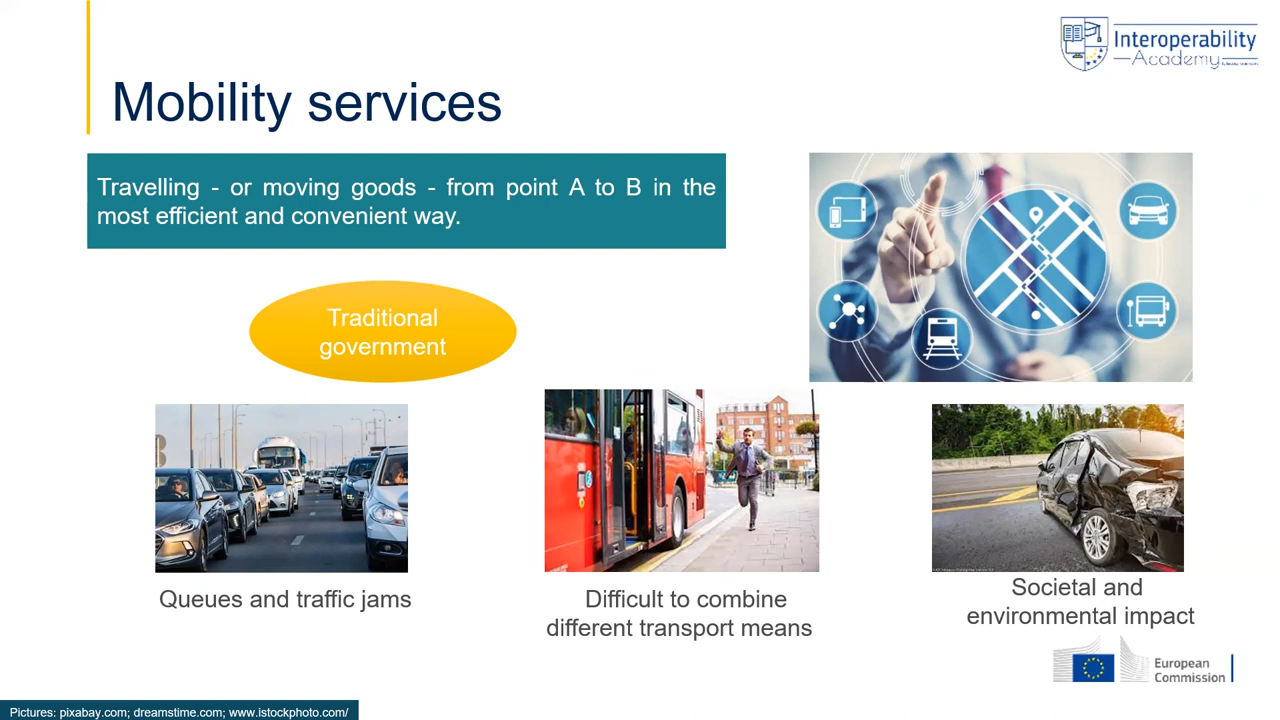 Interoperability
Academy
Mobility services
Travelling - or moving goods - from point A to B in the
most efficient and convenient way.
Traditional
government
Queues and traffic jams
Difficult to combine
different transport means
Societal and
environmental impact
European
Commission
Pictures: pixabay.com; dreamstime.com; www.istockphoto.com/